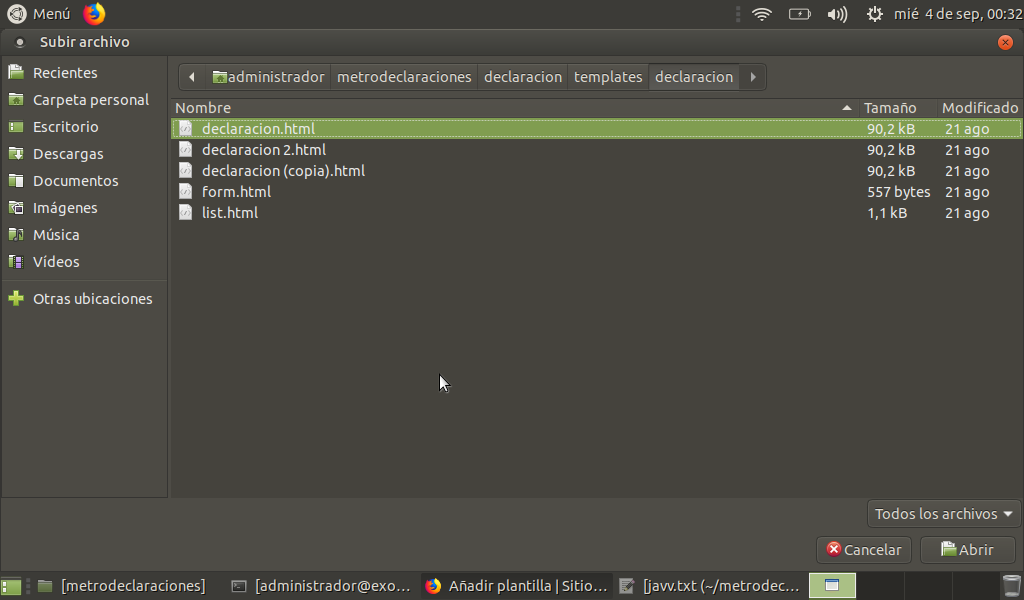 Menú mié 4 de sep, 00:32
Subir archivo
Recientes
Carpeta personal
Escritorio
Descargas
Documentos
Imágenes
Música
Vídeos
Otras ubicaciones
administrador metrodeclaraciones declaracion templates declaracion
Nombre Tamaño Modificado
declaracion.html 90,2 kB 21 ago
declaracion 2.html 90,2 kB 21 ago
declaracion (copia).html 90,2 kB 21 ago
form.html 557 bytes 21 ago
list.html 1,1 kB 21 ago
Todos los archivos
Cancelar Abrir
[metrodeclaraciones] [administrador@exo... Añadir plantilla | Sitio... [javv.txt (~/metrodec...